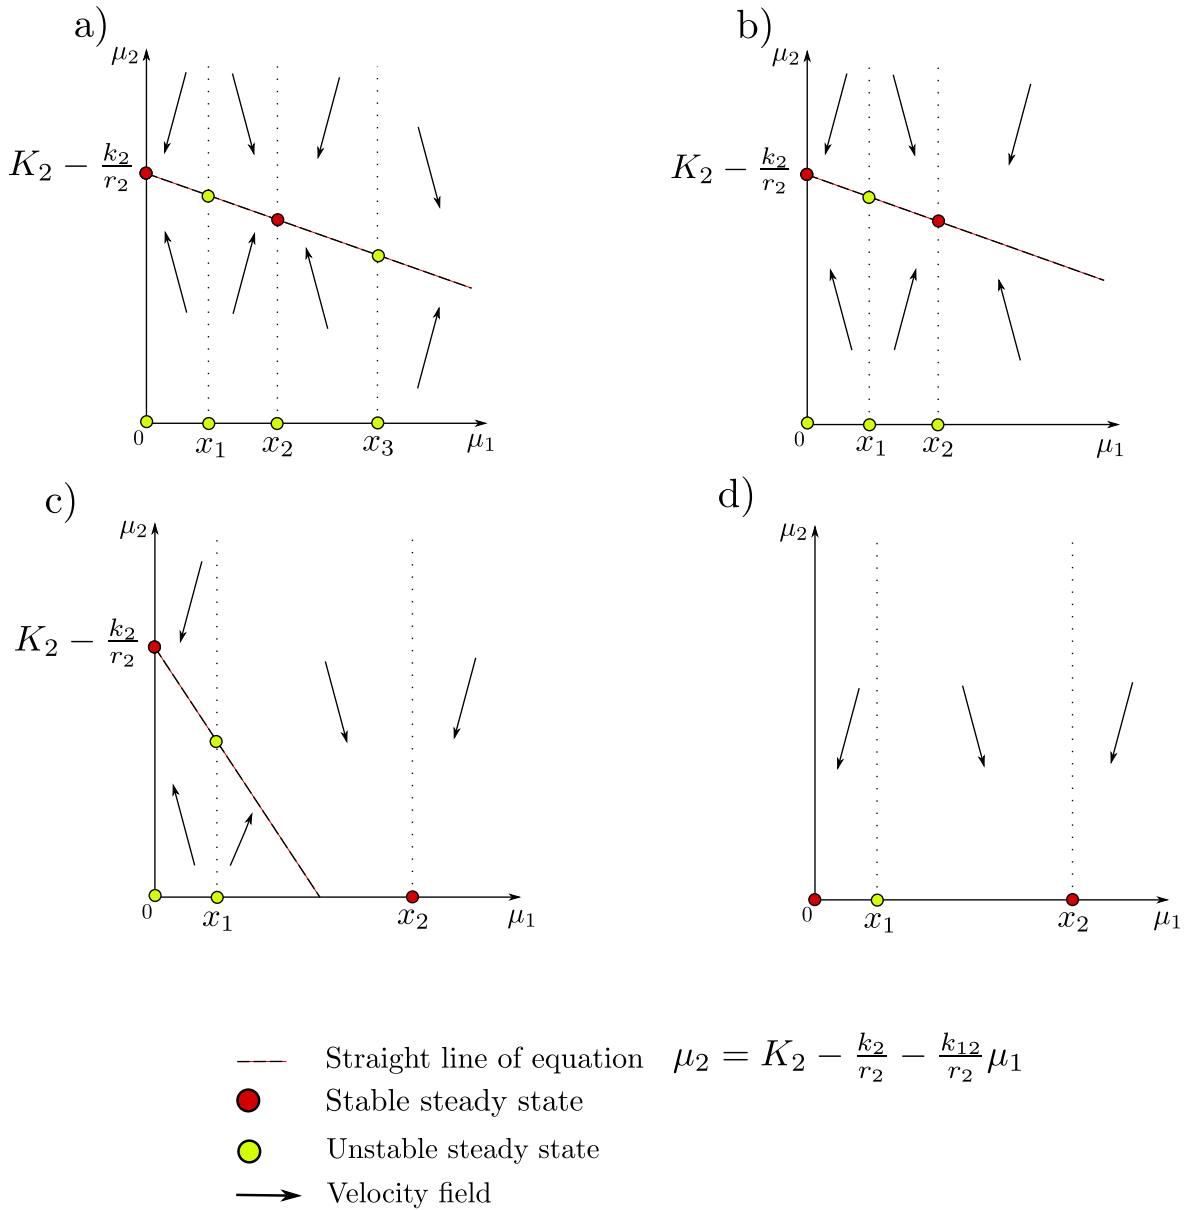 a)
μ₂
K₂ − k₂/r₂
0
x₁
x₂
x₃
μ₁
b)
μ₂
K₂ − k₂/r₂
0
x₁
x₂
μ₁
c)
μ₂
K₂ − k₂/r₂
0
x₁
x₂
μ₁
d)
μ₂
0
x₁
x₂
μ₁
Straight line of equation μ₂ = K₂ − k₂/r₂ − k₁₂/r₂ μ₁
Stable steady state
Unstable steady state
Velocity field